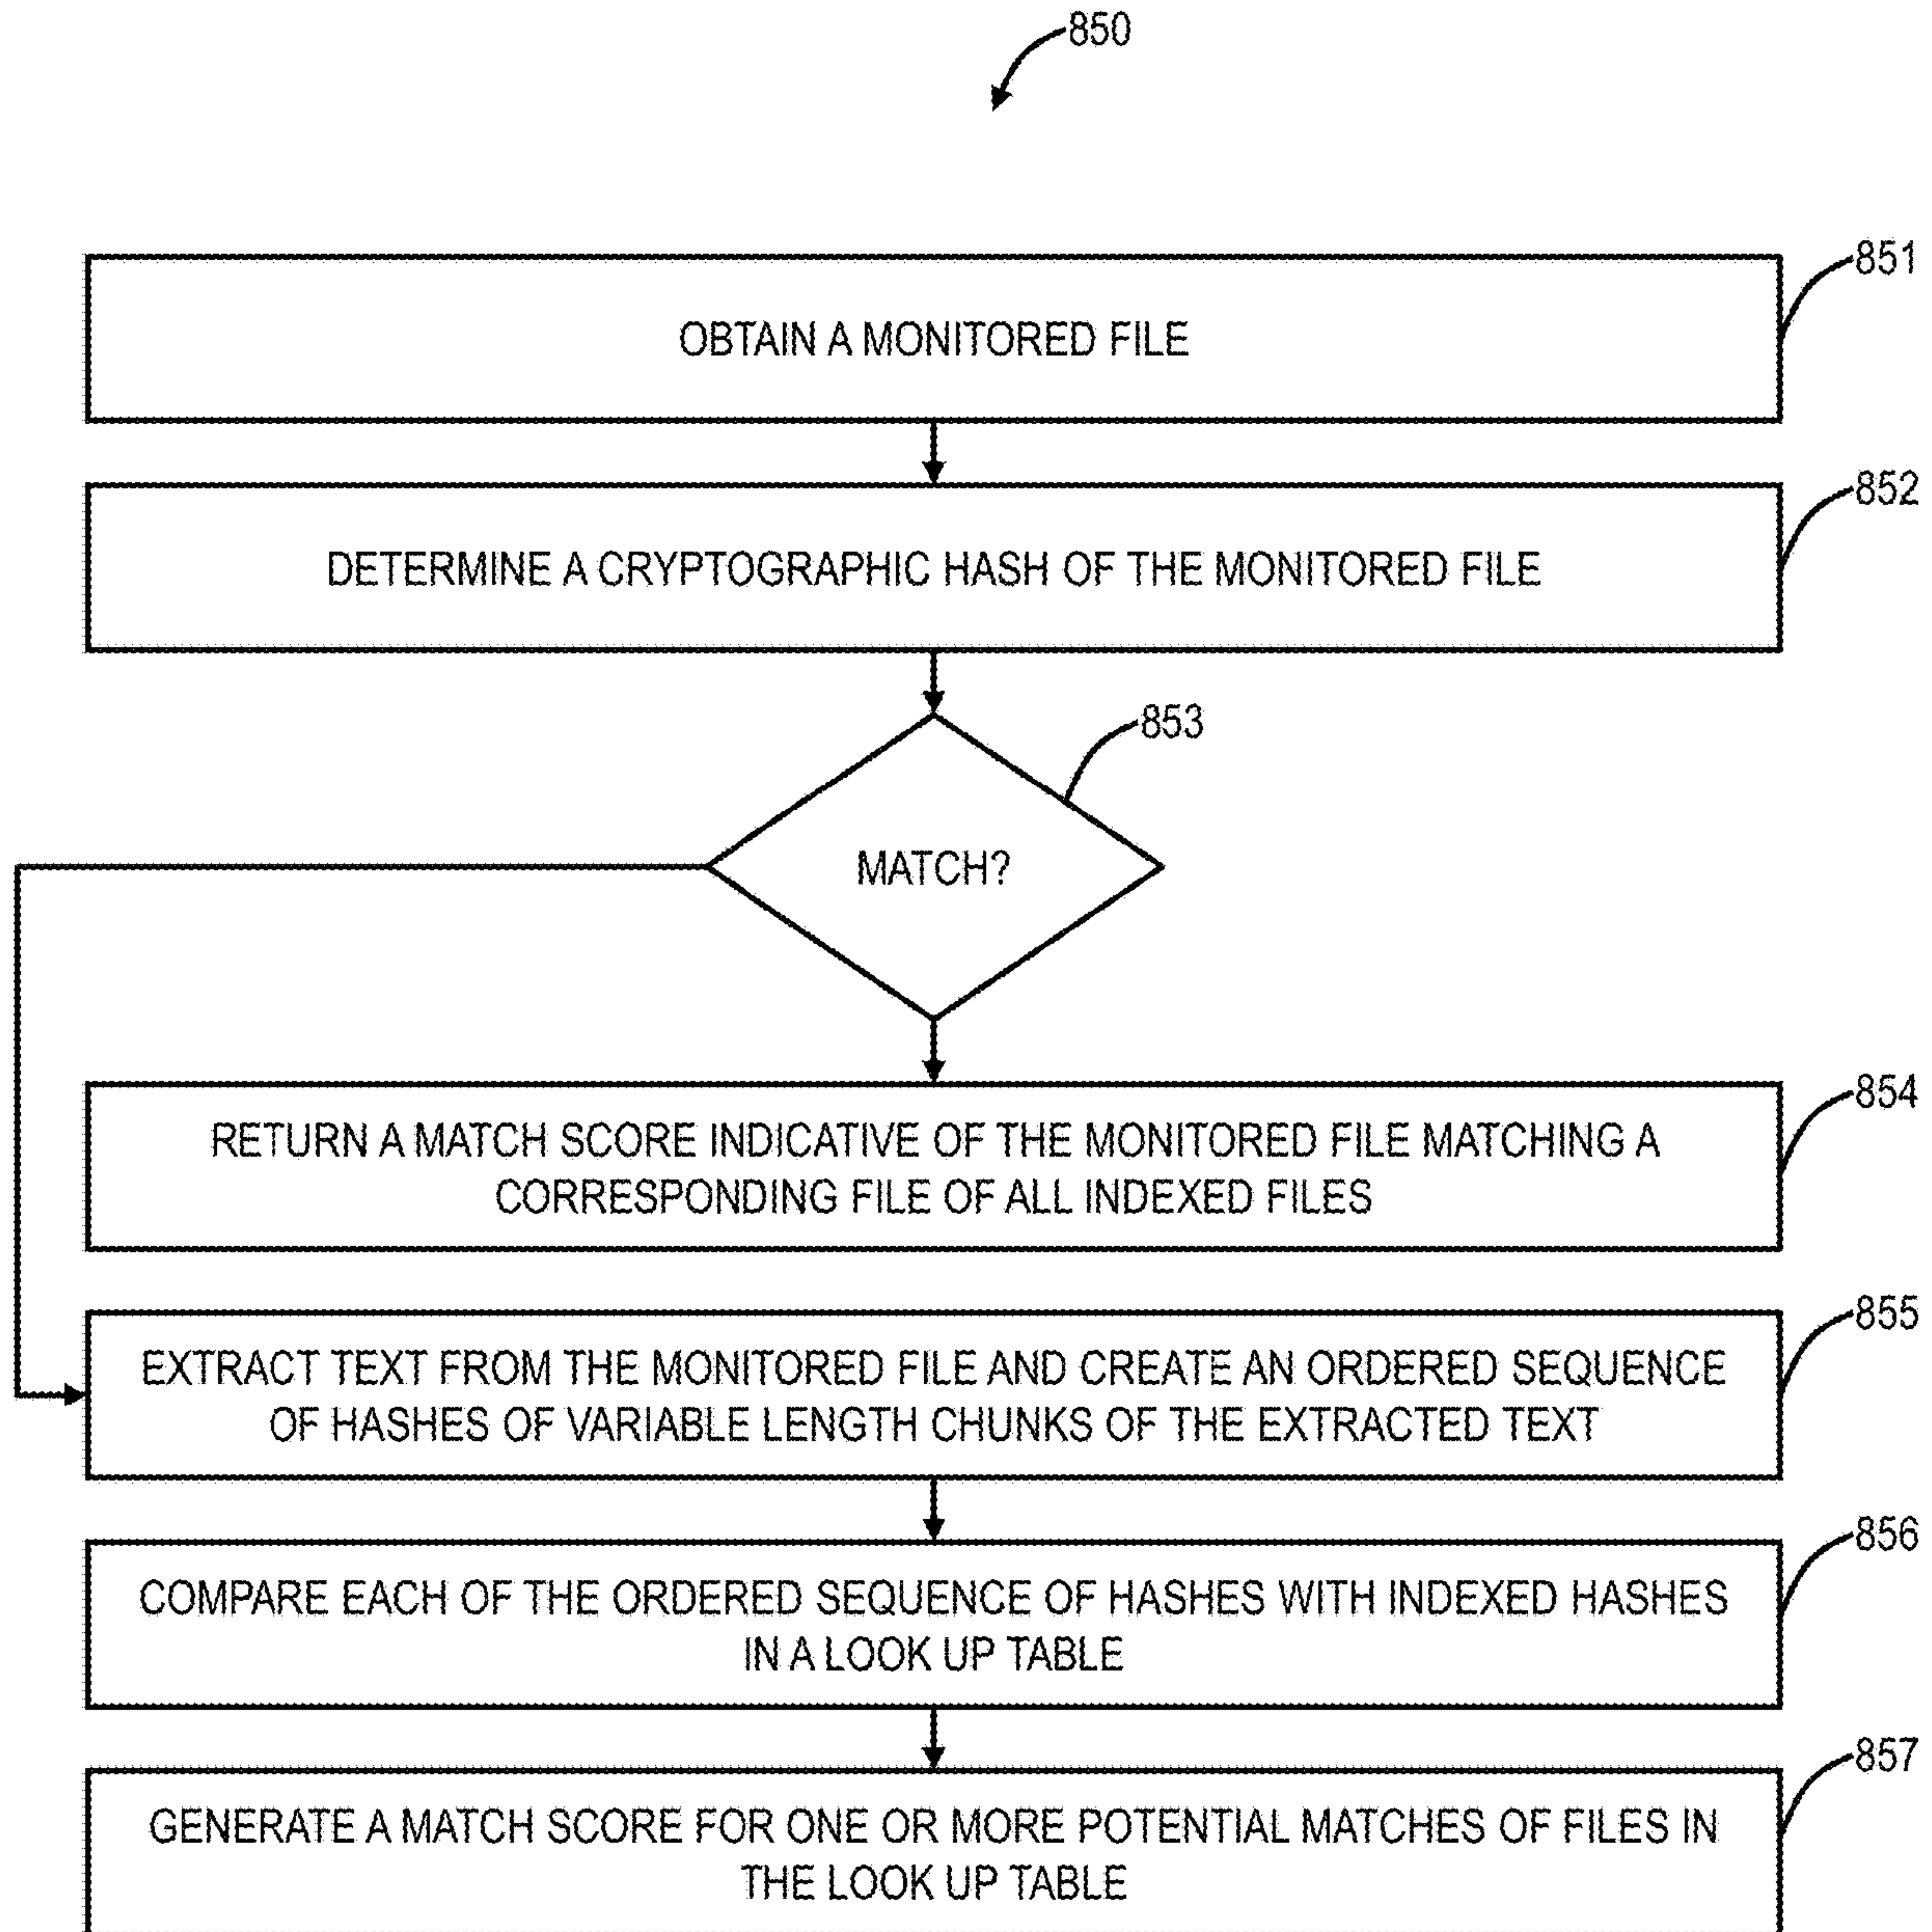 850
851
OBTAIN A MONITORED FILE
852
DETERMINE A CRYPTOGRAPHIC HASH OF THE MONITORED FILE
853
MATCH?
854
RETURN A MATCH SCORE INDICATIVE OF THE MONITORED FILE MATCHING A
CORRESPONDING FILE OF ALL INDEXED FILES
855
EXTRACT TEXT FROM THE MONITORED FILE AND CREATE AN ORDERED SEQUENCE
OF HASHES OF VARIABLE LENGTH CHUNKS OF THE EXTRACTED TEXT
856
COMPARE EACH OF THE ORDERED SEQUENCE OF HASHES WITH INDEXED HASHES
IN A LOOK UP TABLE
857
GENERATE A MATCH SCORE FOR ONE OR MORE POTENTIAL MATCHES OF FILES IN
THE LOOK UP TABLE